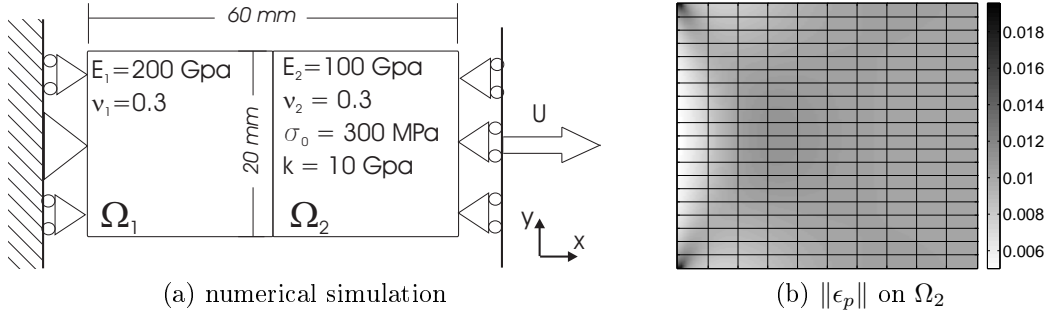 60 mm
E₁=200 Gpa
ν₁=0.3
20 mm
E₂=100 Gpa
ν₂ = 0.3
σ₀ = 300 MPa
k = 10 Gpa
Ω₁
Ω₂
U
y
x
(a) numerical simulation
0.018
0.016
0.014
0.012
0.01
0.008
0.006
(b) ‖ϵₚ‖ on Ω₂